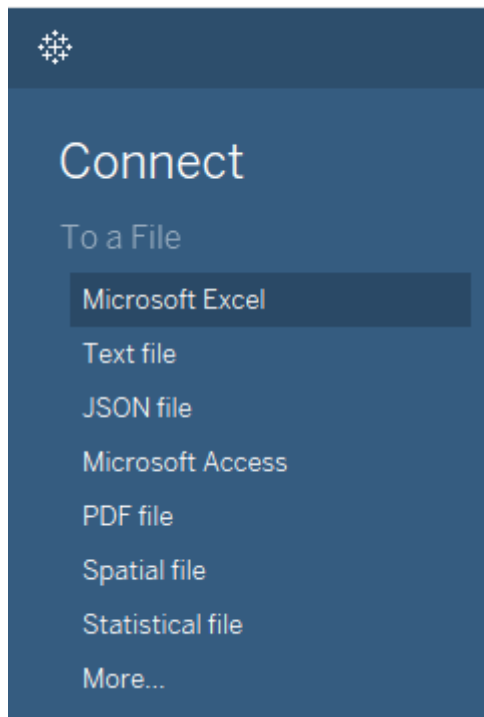 Connect
To a File
Microsoft Excel
Text file
JSON file
Microsoft Access
PDF file
Spatial file
Statistical file
More...